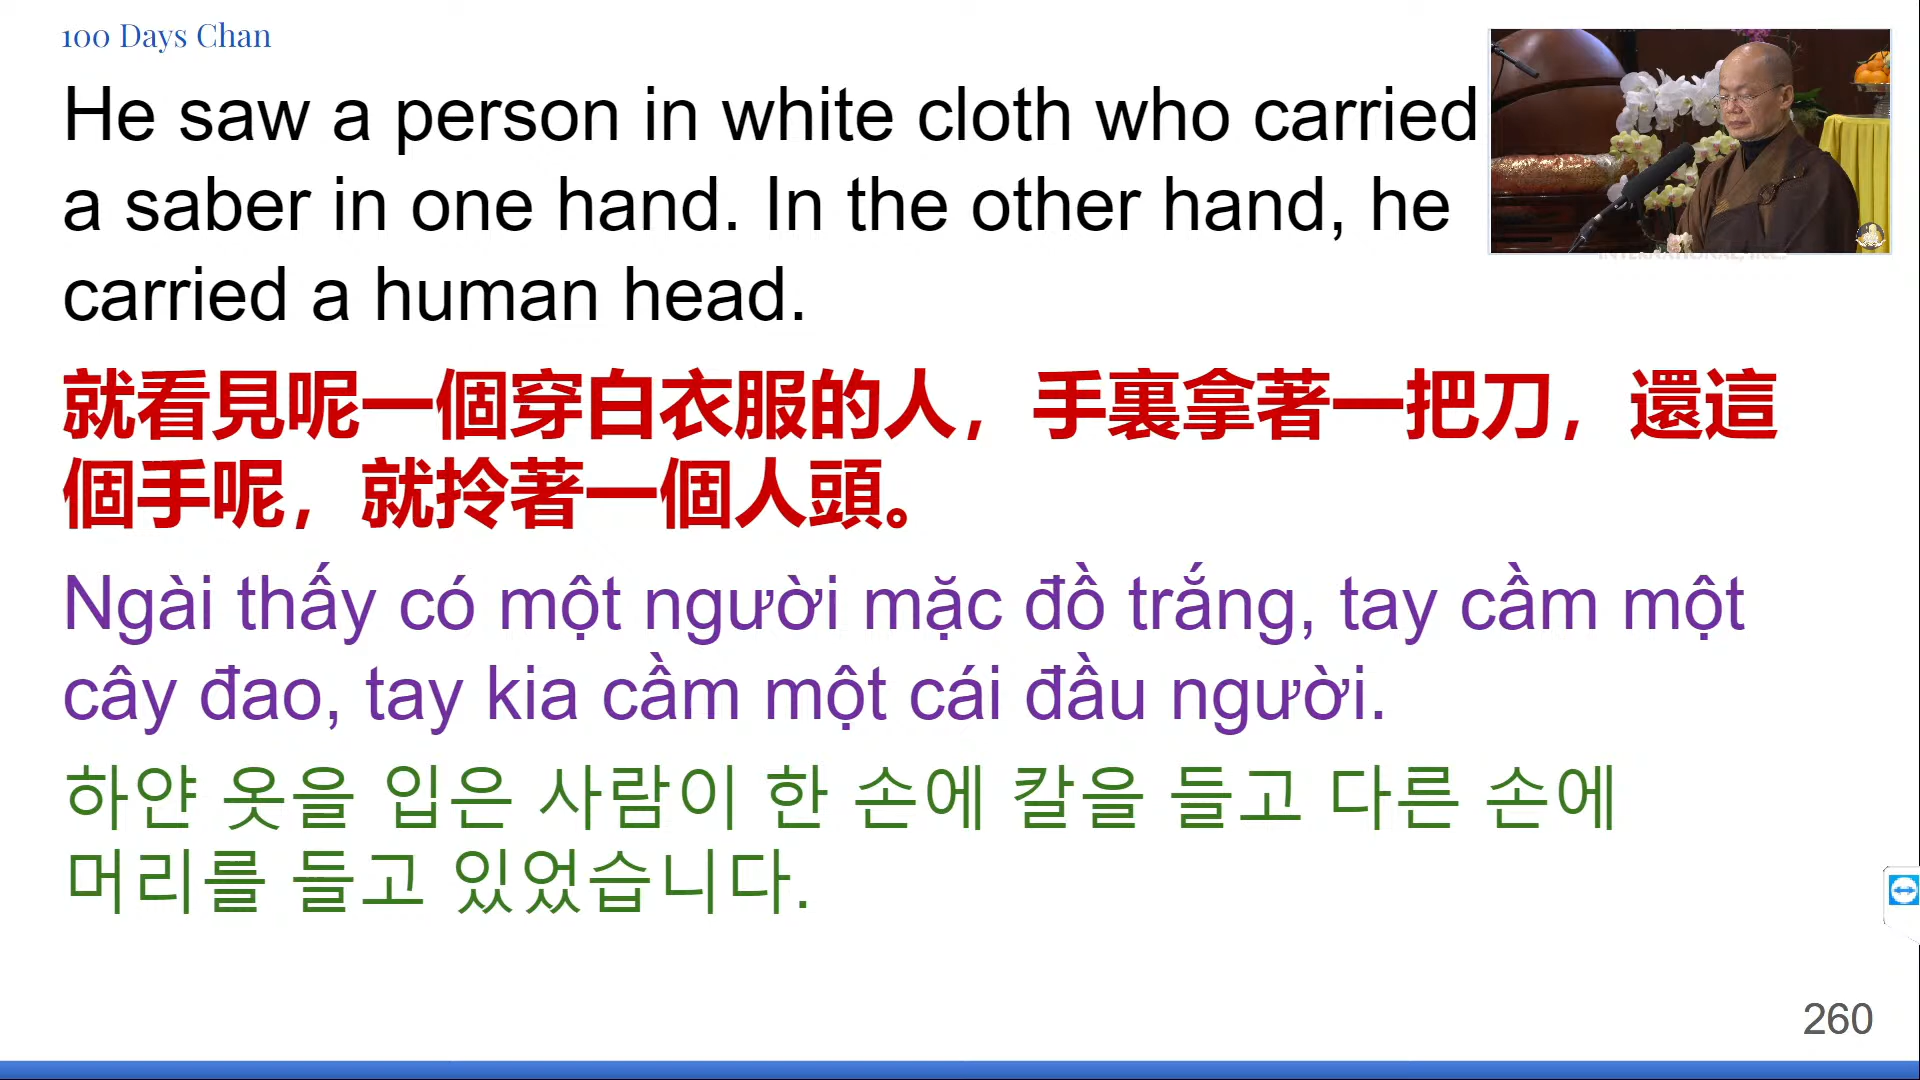 100 Days Chan
He saw a person in white cloth who carried
a saber in one hand. In the other hand, he
carried a human head.
就看見呢一個穿白衣服的人，手裏拿著一把刀，還這
個手呢，就拎著一個人頭。
Ngài thấy có một người mặc đồ trắng, tay cầm một
cây đao, tay kia cầm một cái đầu người.
하얀 옷을 입은 사람이 한 손에 칼을 들고 다른 손에
머리를 들고 있었습니다.
260